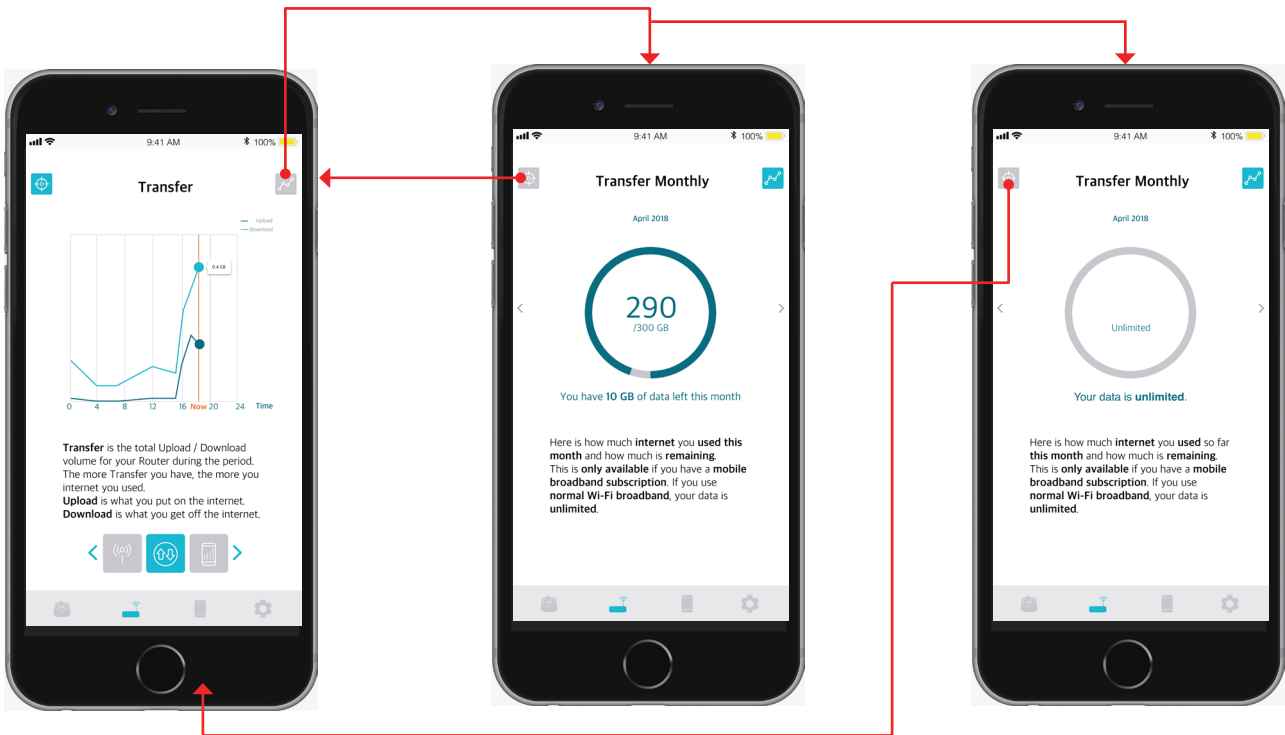 9:41 AM
100%
Transfer
Upload
Download
0.4 GB
0 4 8 12 16 Now 20 24 Time
Transfer is the total Upload / Download
volume for your Router during the period.
The more Transfer you have, the more you
internet you used.
Upload is what you put on the internet.
Download is what you get off the internet.
9:41 AM
100%
Transfer Monthly
April 2018
290
/300 GB
You have 10 GB of data left this month
Here is how much internet you used this
month and how much is remaining.
This is only available if you have a mobile
broadband subscription. If you use
normal Wi-Fi broadband, your data is
unlimited.
9:41 AM
100%
Transfer Monthly
April 2018
Unlimited
Your data is unlimited.
Here is how much internet you used so far
this month and how much is remaining.
This is only available if you have a mobile
broadband subscription. If you use
normal Wi-Fi broadband, your data is
unlimited.